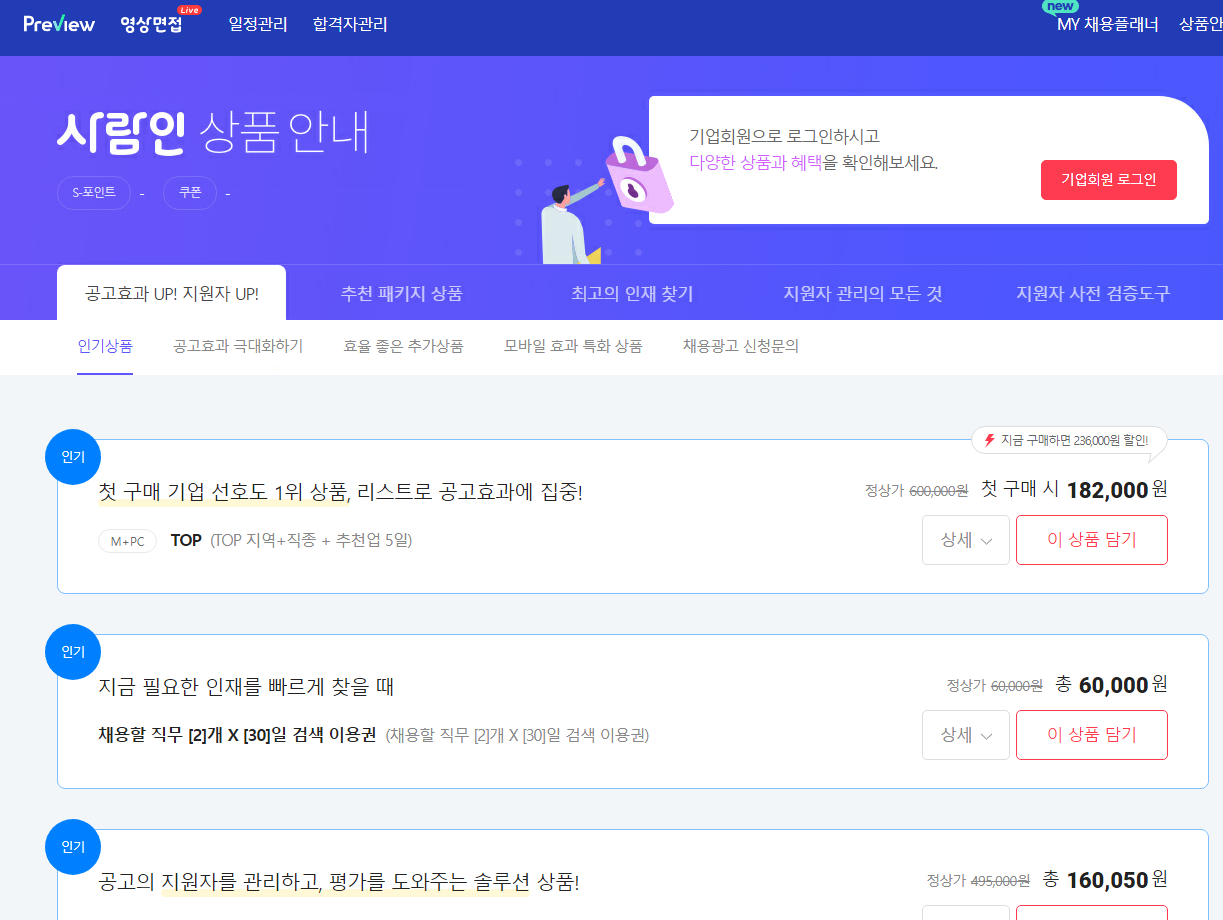 PreView 영상면접 Live 일정관리 합격자관리 new MY 채용플래너 상품안
사람인 상품 안내
S-포인트 - 쿠폰 -
기업회원으로 로그인하시고
다양한 상품과 혜택을 확인해보세요.
기업회원 로그인
공고효과 UP! 지원자 UP! 추천 패키지 상품 최고의 인재 찾기 지원자 관리의 모든 것 지원자 사전 검증도구
인기상품 공고효과 극대화하기 효율 좋은 추가상품 모바일 효과 특화 상품 채용광고 신청문의
지금 구매하면 236,000원 할인!
인기
첫 구매 기업 선호도 1위 상품, 리스트로 공고효과에 집중! 정상가 600,000원 첫 구매 시 182,000원
M+PC TOP (TOP 지역+직종 + 추천업 5일) 상세 이 상품 담기
인기
지금 필요한 인재를 빠르게 찾을 때 정상가 60,000원 총 60,000원
채용할 직무 [2]개 X [30]일 검색 이용권 (채용할 직무 [2]개 X [30]일 검색 이용권) 상세 이 상품 담기
인기
공고의 지원자를 관리하고, 평가를 도와주는 솔루션 상품! 정상가 495,000원 총 160,050원